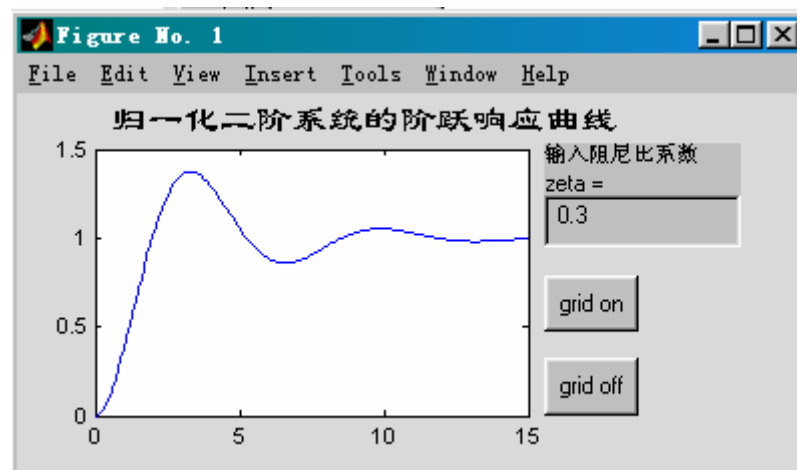 Figure No. 1
File Edit View Insert Tools Window Help
归一化二阶系统的阶跃响应曲线
1.5
1
0.5
0
0 5 10 15
输入阻尼比系数
zeta =
0.3
grid on
grid off